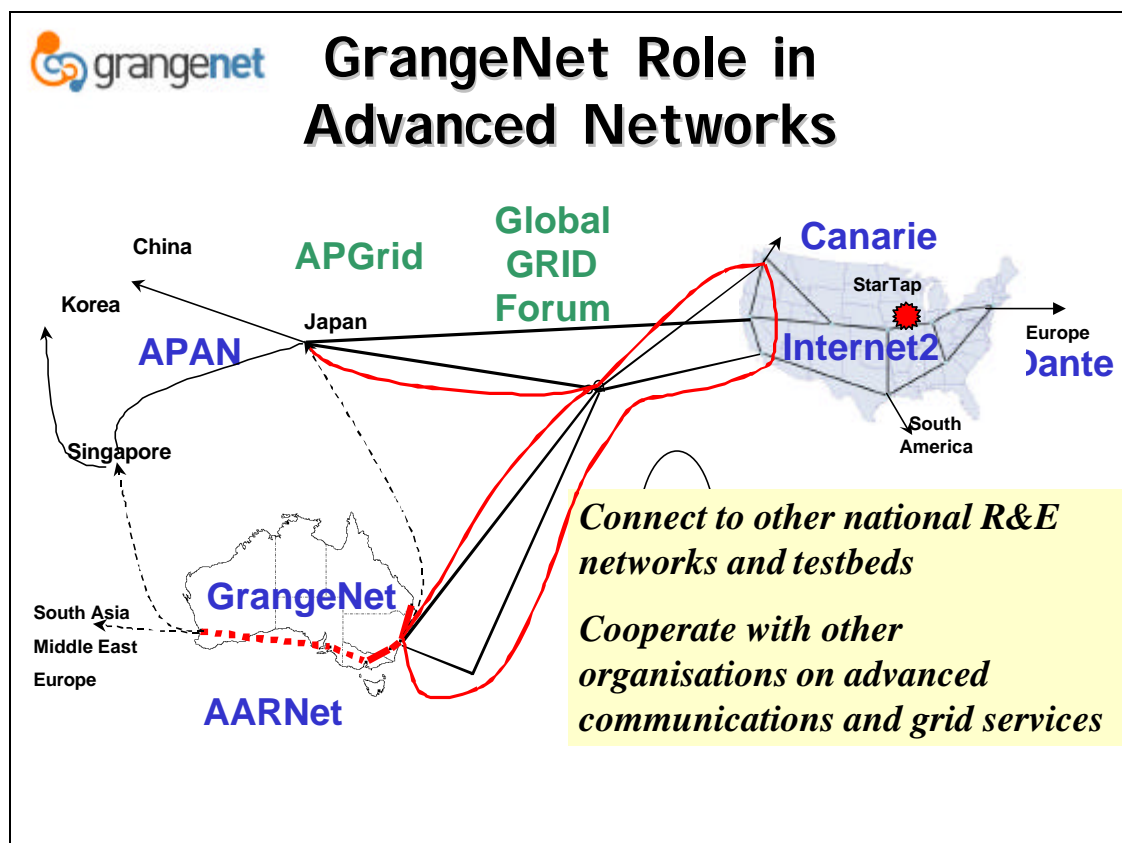 grangenet
GrangeNet Role in
Advanced Networks
China
Korea
APGrid
Global
GRID
Forum
Canarie
StarTap
Japan
APAN
Internet2
Europe
Dante
South
America
Singapore
GrangeNet
South Asia
Middle East
Europe
AARNet
Connect to other national R&E
networks and testbeds
Cooperate with other
organisations on advanced
communications and grid services